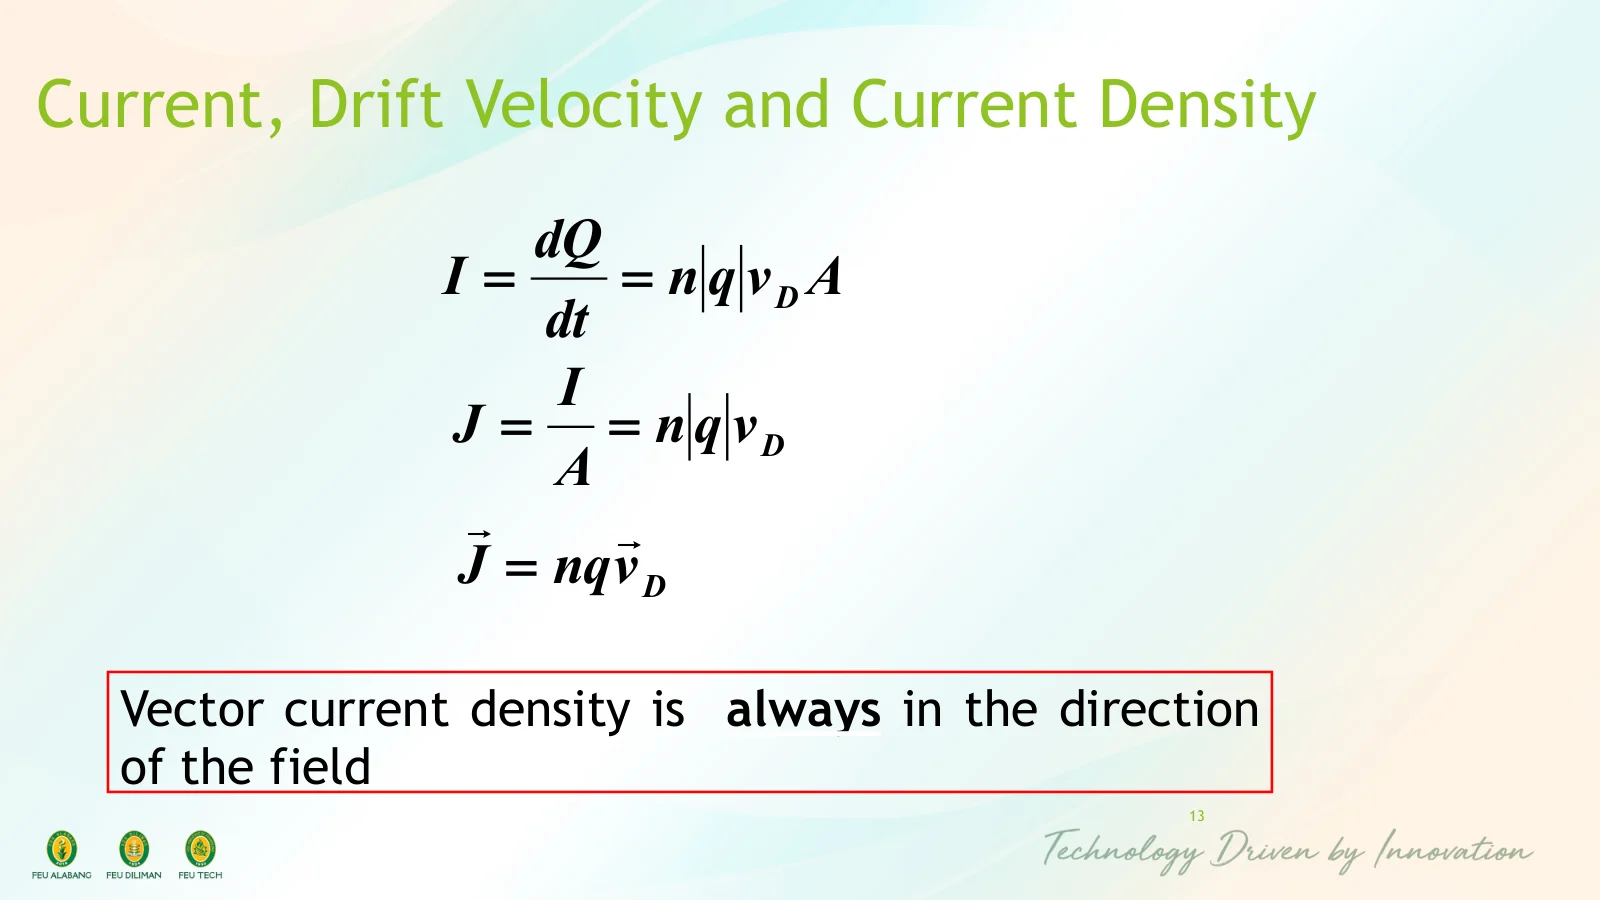 Current, Drift Velocity and Current Density
I = dQ/dt = n|q|v_D A
J = I/A = n|q|v_D
J⃗ = nqv⃗_D
Vector current density is always in the direction
of the field
13
Technology Driven by Innovation
FEU ALABANG FEU DILIMAN FEU TECH